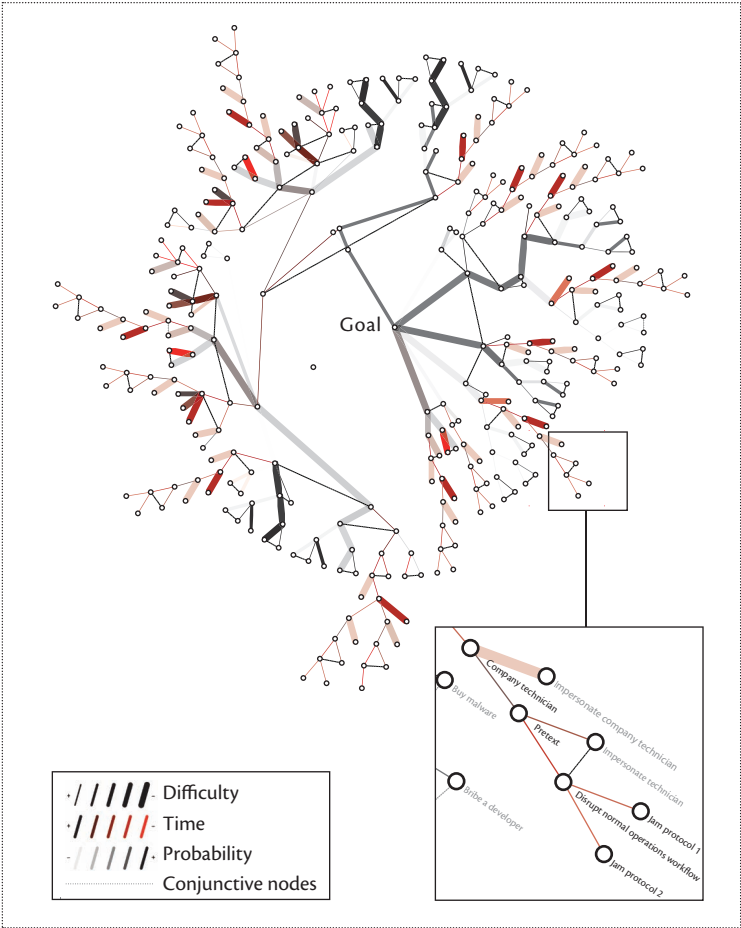 Goal
Company technician
Impersonate company technician
Buy malware
Pretext
Impersonate technician
Bribe a developer
Disrupt normal operations workflow
Jam protocol 1
Jam protocol 2
+ - Difficulty
+ - Time
- + Probability
Conjunctive nodes